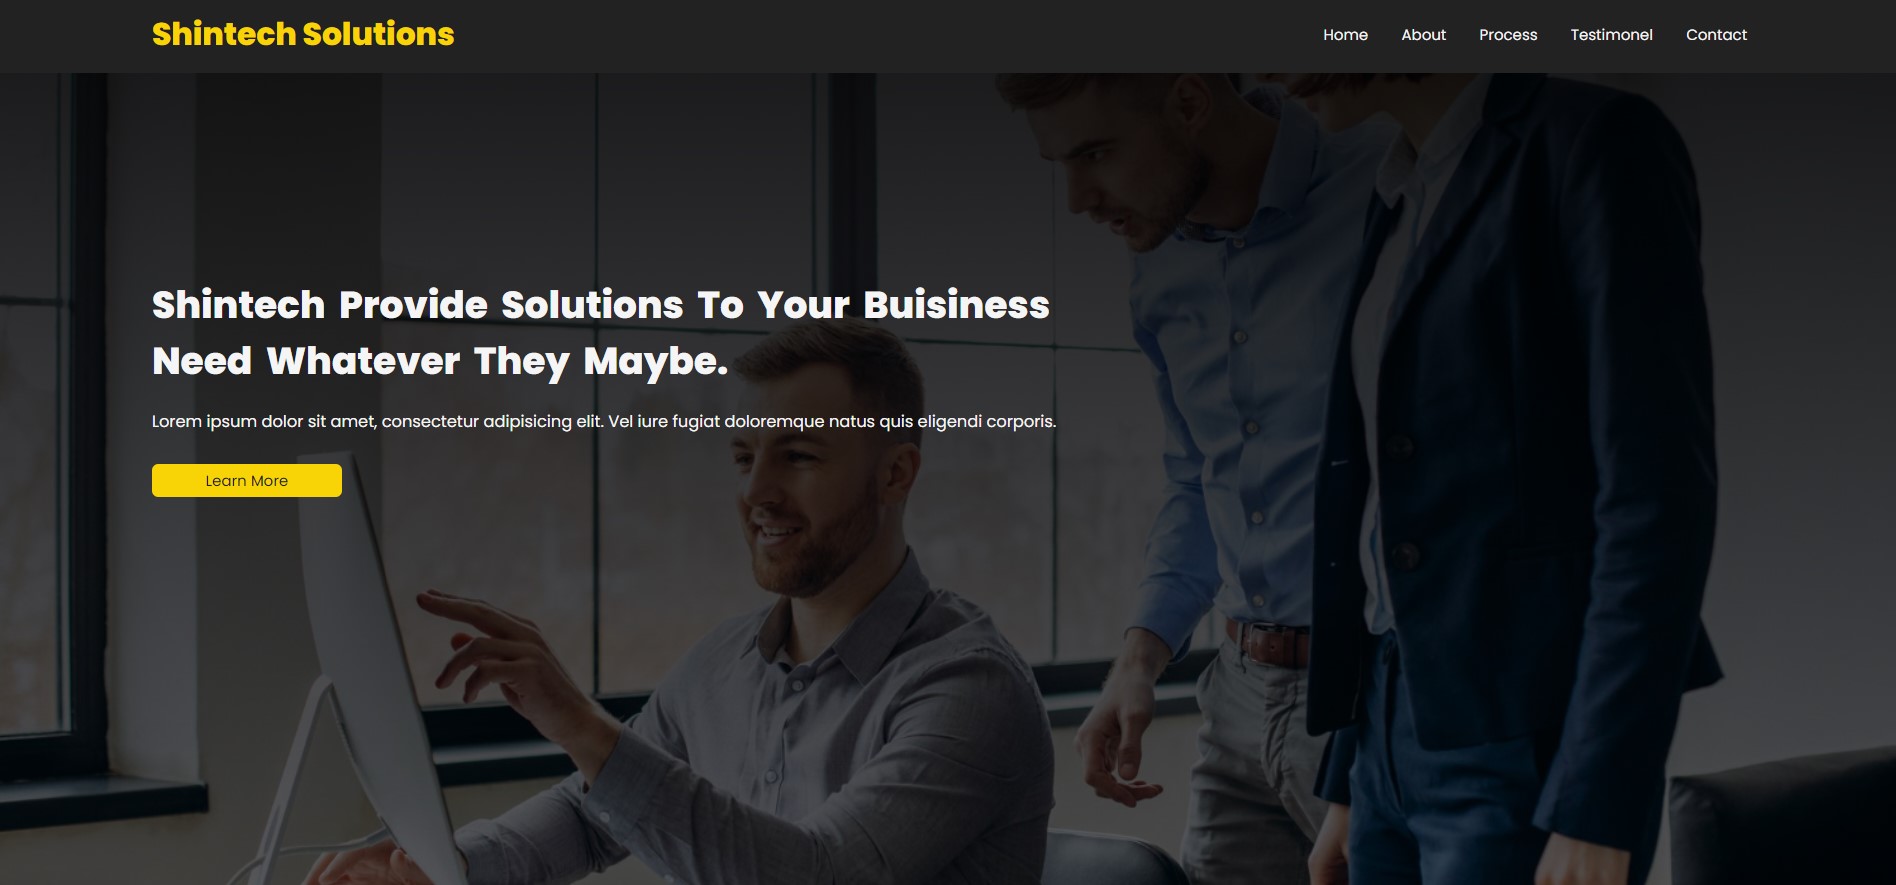 Shintech Solutions
Home About Process Testimonel Contact
Shintech Provide Solutions To Your Buisiness
Need Whatever They Maybe.
Lorem ipsum dolor sit amet, consectetur adipisicing elit. Vel iure fugiat doloremque natus quis eligendi corporis.
Learn More